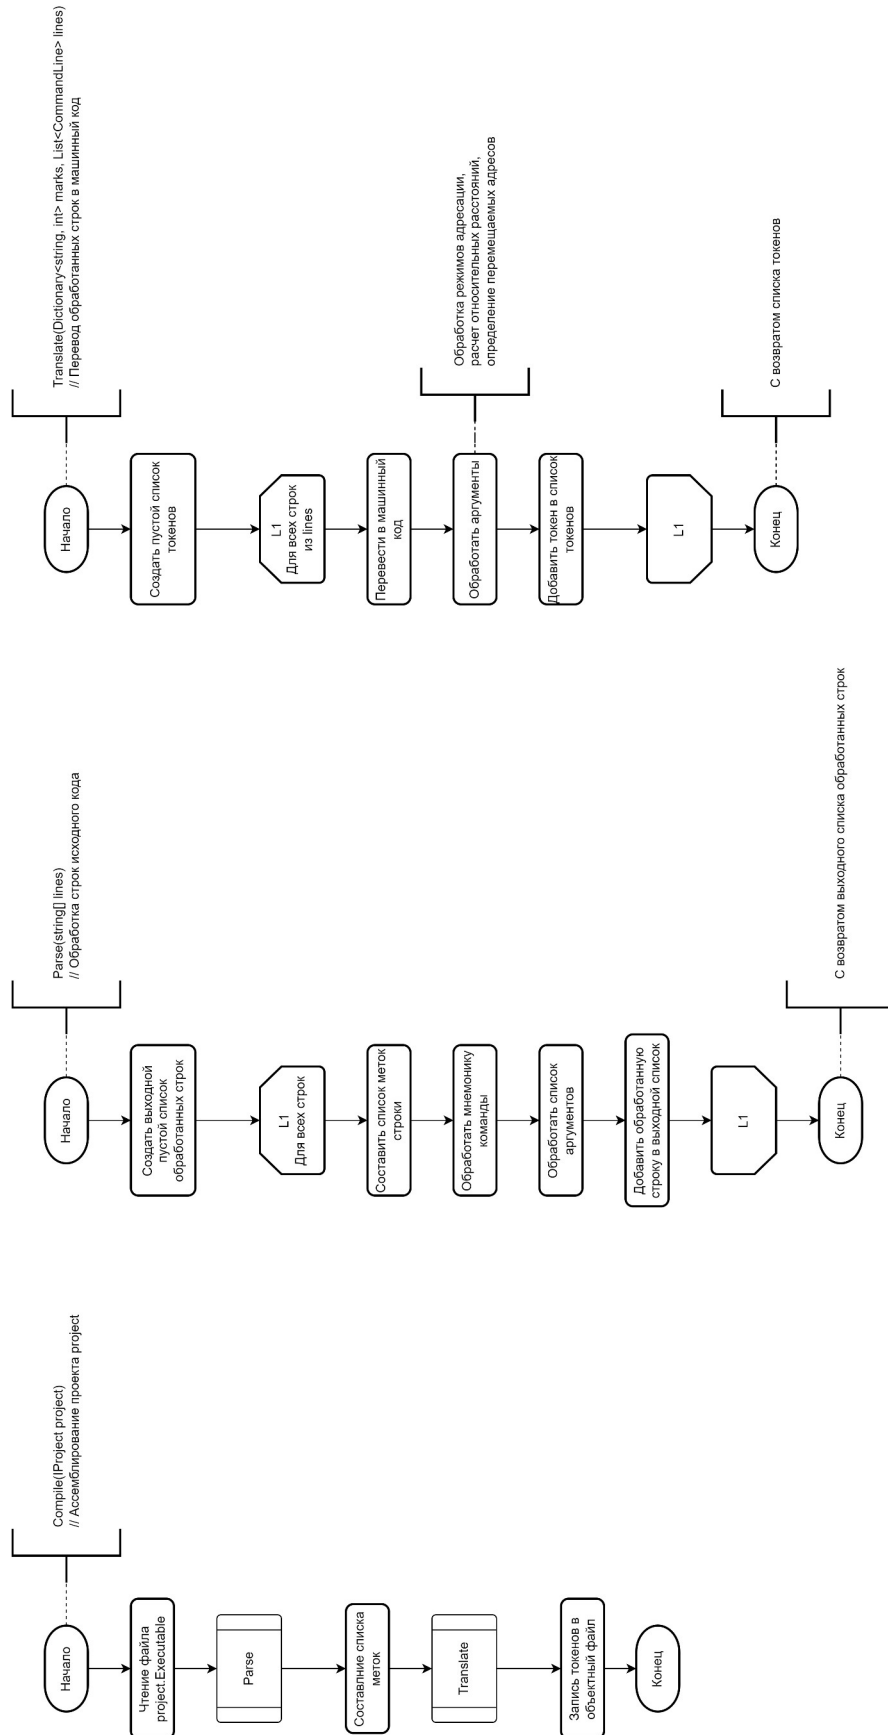 Начало
Compile(IProject project)
// Ассемблирование проекта project
Чтение файла
project.Executable
Parse
Составлние списка
меток
Translate
Запись токенов в
объектный файл
Конец
Начало
Parse(string[] lines)
// Обработка строк исходного кода
Создать выходной
пустой список
обработанных строк
L1
Для всех строк
Составить список меток
строки
Обработать мнемонику
команды
Обработать список
аргументов
Добавить обработанную
строку в выходной список
L1
Конец
С возвратом выходного списка обработанных строк
Начало
Translate(Dictionary<string, int> marks, List<CommandLine> lines)
// Перевод обработанных строк в машинный код
Создать пустой список
токенов
L1
Для всех строк
из lines
Перевести в машинный
код
Обработать аргументы
Обработка режимов адресации,
расчет относительных расстояний,
определение перемещаемых адресов
Добавить токен в список
токенов
L1
Конец
С возвратом списка токенов